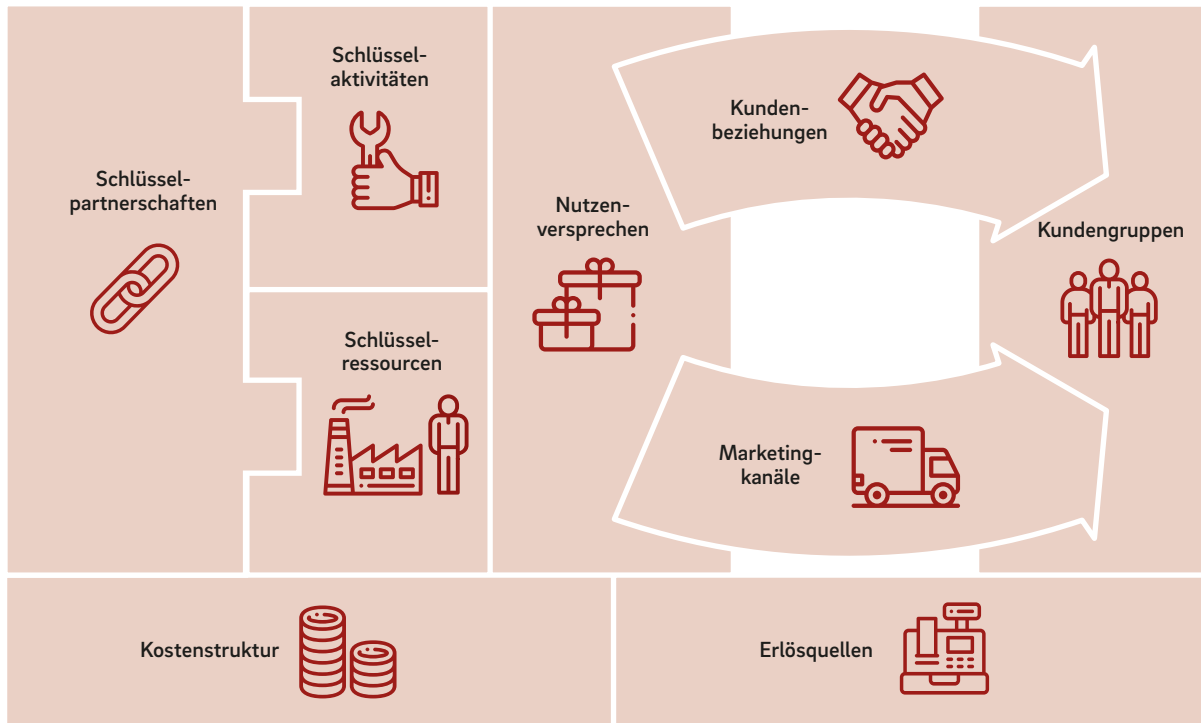 Schlüssel-
partnerschaften
Schlüssel-
aktivitäten
Schlüssel-
ressourcen
Nutzen-
versprechen
Kunden-
beziehungen
Marketing-
kanäle
Kundengruppen
Kostenstruktur
Erlösquellen